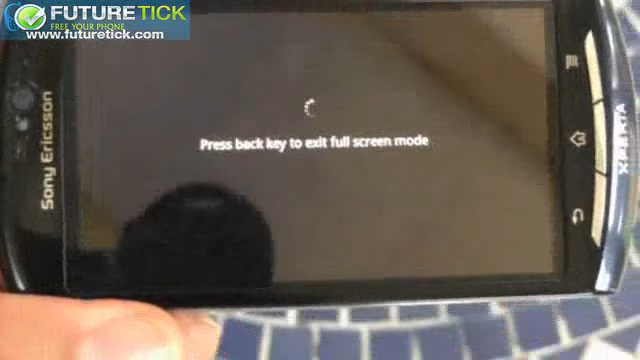 FUTURETICK
FREE YOUR PHONE
www.futuretick.com
Sony Ericsson
Press back key to exit full screen mode
XPERIA